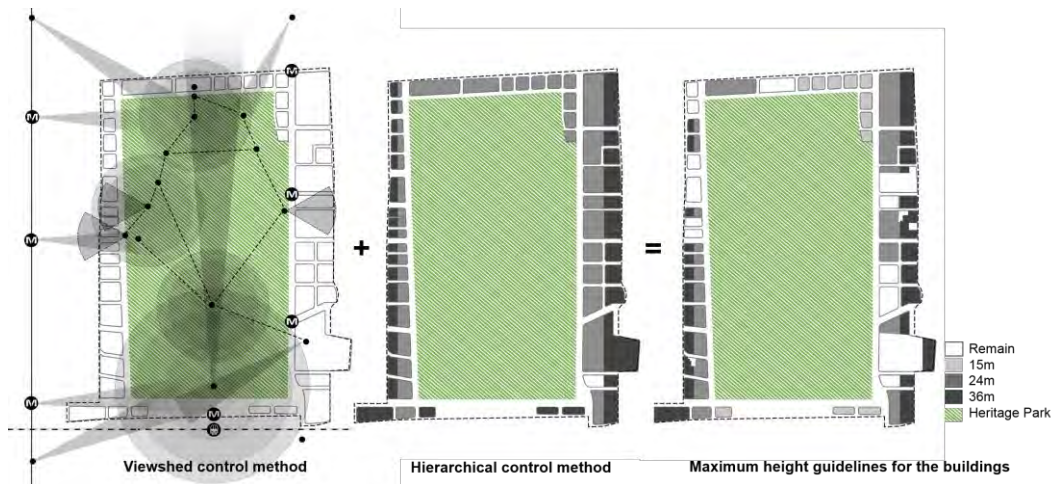 M
M
M
M
M
M
M
M
+
=
Remain
15m
24m
36m
Heritage Park
Viewshed control method
Hierarchical control method
Maximum height guidelines for the buildings